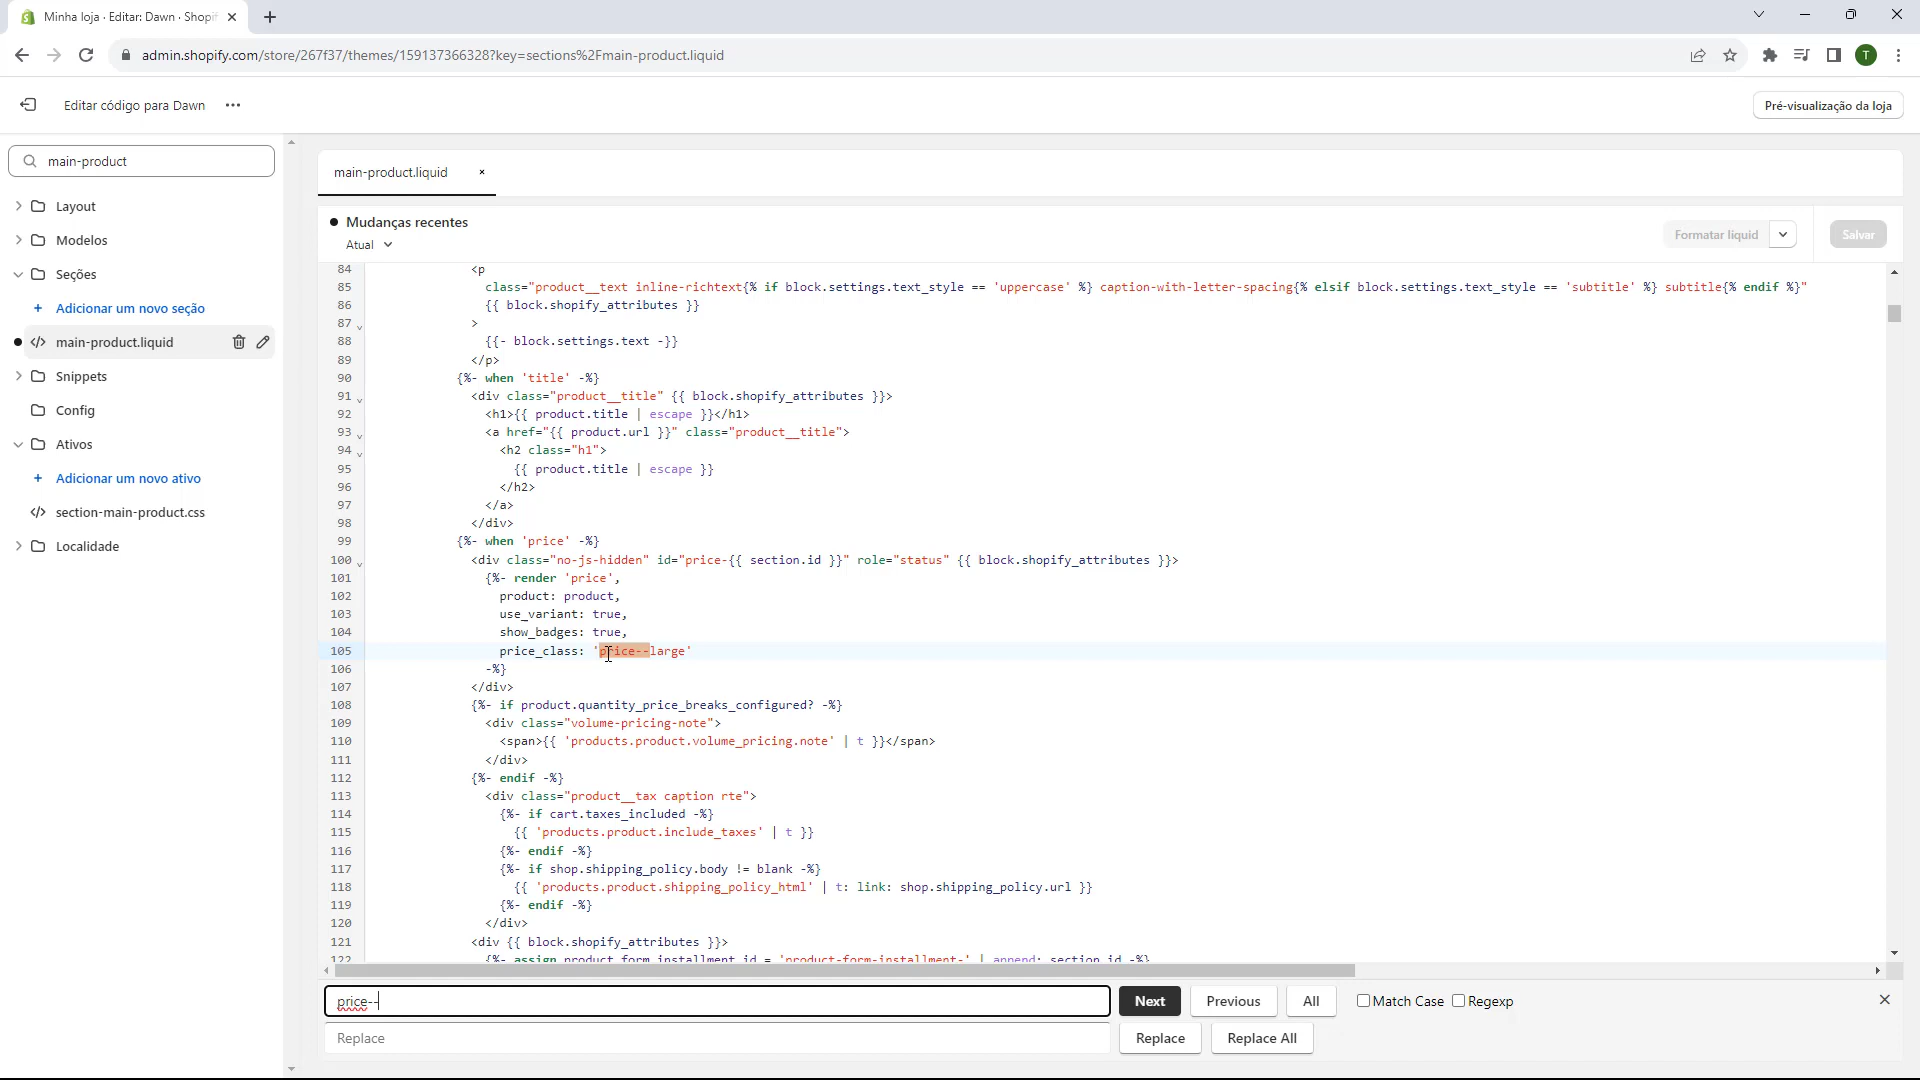 Minha loja · Editar: Dawn · Shopif
admin.shopify.com/store/267f37/themes/159137366328?key=sections%2Fmain-product.liquid
T
Editar código para Dawn
Pré-visualização da loja
main-product
Layout
Modelos
Seções
+ Adicionar um novo seção
main-product.liquid
Snippets
Config
Ativos
+ Adicionar um novo ativo
section-main-product.css
Localidade
main-product.liquid
Mudanças recentes
Atual
Formatar líquid
Salvar
84 <p
85 class="product__text inline-richtext{% if block.settings.text_style == 'uppercase' %} caption-with-letter-spacing{% elsif block.settings.text_style == 'subtitle' %} subtitle{% endif %}"
86 {{ block.shopify_attributes }}
87 >
88 {{- block.settings.text -}}
89 </p>
90 {%- when 'title' -%}
91 <div class="product__title" {{ block.shopify_attributes }}>
92 <h1>{{ product.title | escape }}</h1>
93 <a href="{{ product.url }}" class="product__title">
94 <h2 class="h1">
95 {{ product.title | escape }}
96 </h2>
97 </a>
98 </div>
99 {%- when 'price' -%}
100 <div class="no-js-hidden" id="price-{{ section.id }}" role="status" {{ block.shopify_attributes }}>
101 {%- render 'price',
102 product: product,
103 use_variant: true,
104 show_badges: true,
105 price_class: 'price--large'
106 -%}
107 </div>
108 {%- if product.quantity_price_breaks_configured? -%}
109 <div class="volume-pricing-note">
110 <span>{{ 'products.product.volume_pricing.note' | t }}</span>
111 </div>
112 {%- endif -%}
113 <div class="product__tax caption rte">
114 {%- if cart.taxes_included -%}
115 {{ 'products.product.include_taxes' | t }}
116 {%- endif -%}
117 {%- if shop.shipping_policy.body != blank -%}
118 {{ 'products.product.shipping_policy_html' | t: link: shop.shipping_policy.url }}
119 {%- endif -%}
120 </div>
121 <div {{ block.shopify_attributes }}>
122 {%- assign product_form_installment_id = 'product-form-installment-' | append: section.id -%}
price--
Next
Previous
All
Match Case
Regexp
Replace
Replace
Replace All